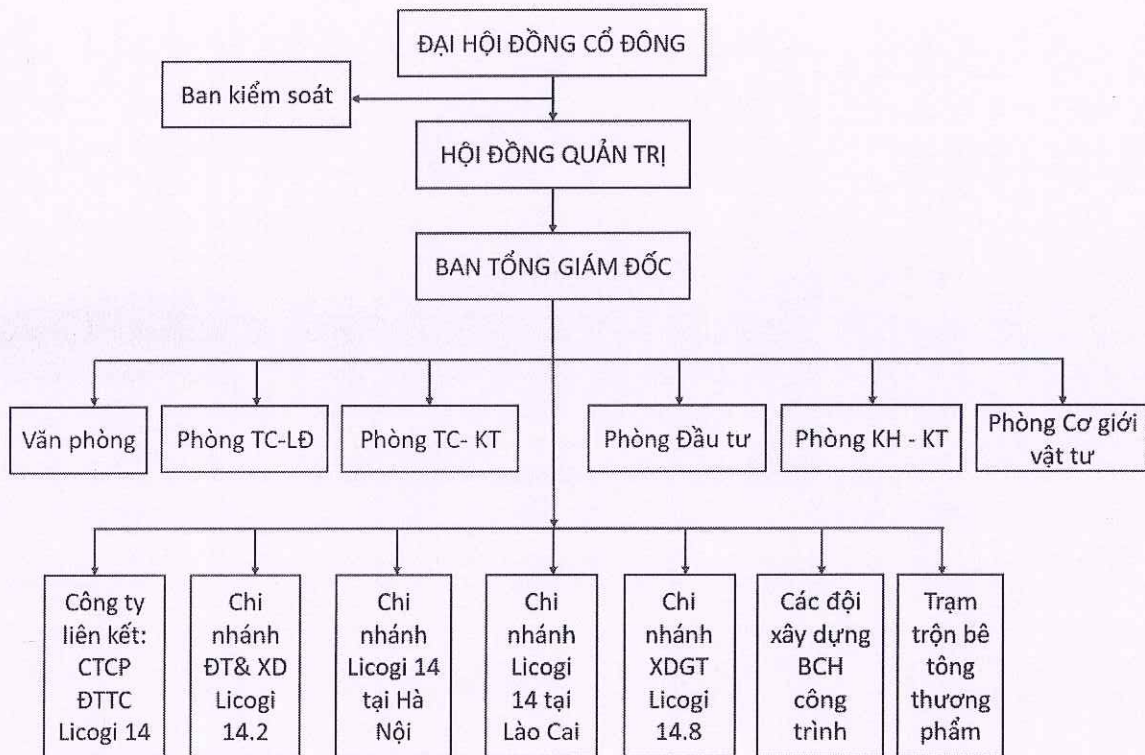 ĐẠI HỘI ĐỒNG CỔ ĐÔNG
Ban kiểm soát
HỘI ĐỒNG QUẢN TRỊ
BAN TỔNG GIÁM ĐỐC
Văn phòng
Phòng TC-LĐ
Phòng TC- KT
Phòng Đầu tư
Phòng KH - KT
Phòng Cơ giới
vật tư
Công ty
liên kết:
CTCP
ĐTTC
Licogi 14
Chi
nhánh
ĐT& XD
Licogi
14.2
Chi
nhánh
Licogi 14
tại Hà
Nội
Chi
nhánh
Licogi
14 tại
Lào Cai
Chi
nhánh
XDGT
Licogi
14.8
Các đội
xây dựng
BCH
công
trình
Trạm
trộn bê
tông
thương
phẩm